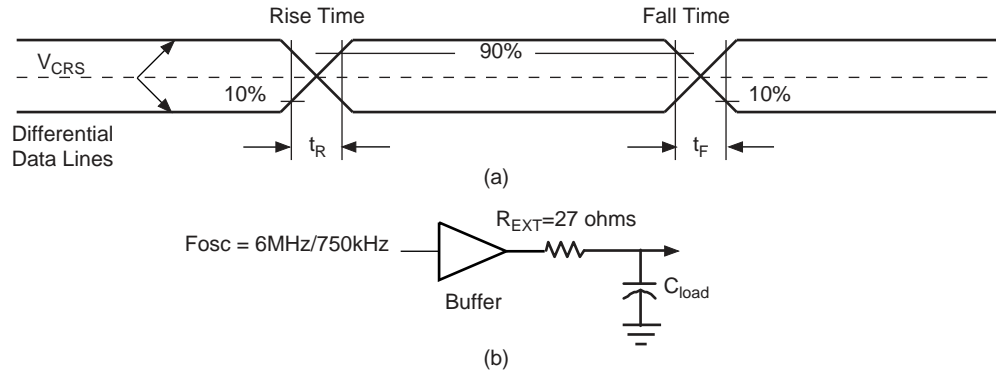 Rise Time
Fall Time
V_CRS
90%
10%
10%
Differential
Data Lines
t_R
t_F
(a)
R_EXT=27 ohms
Fosc = 6MHz/750kHz
Buffer
C_load
(b)